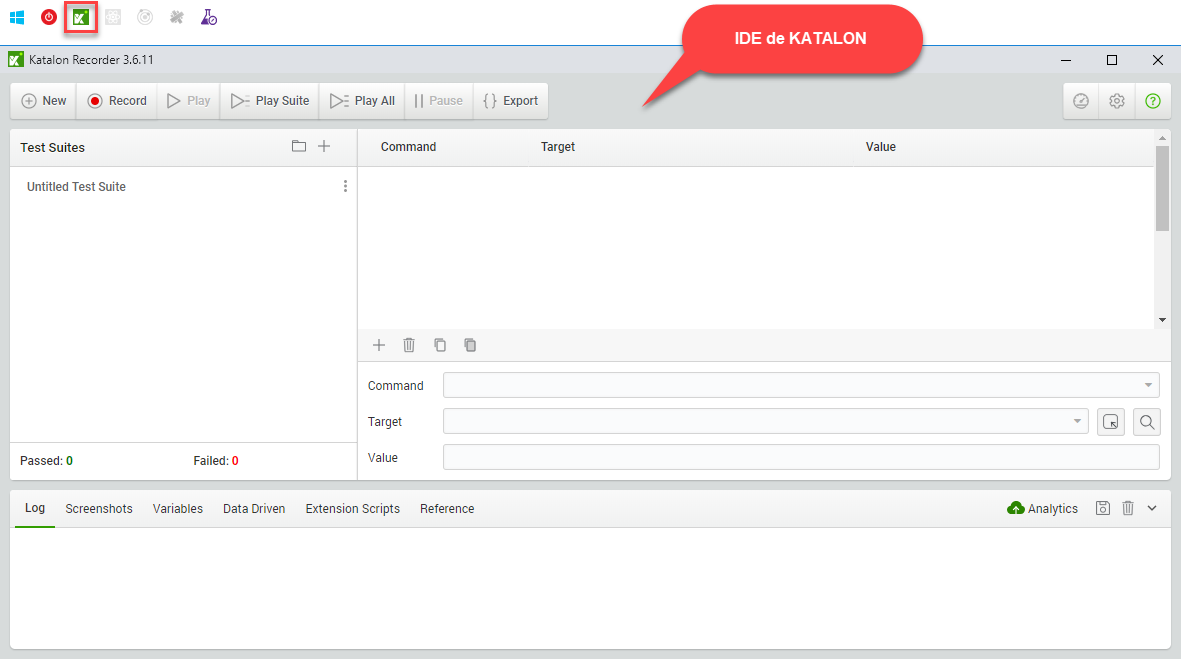 IDE de KATALON
Katalon Recorder 3.6.11
New Record Play Play Suite Play All Pause Export
Test Suites
Command Target Value
Untitled Test Suite
Command
Target
Value
Passed: 0 Failed: 0
Log Screenshots Variables Data Driven Extension Scripts Reference Analytics